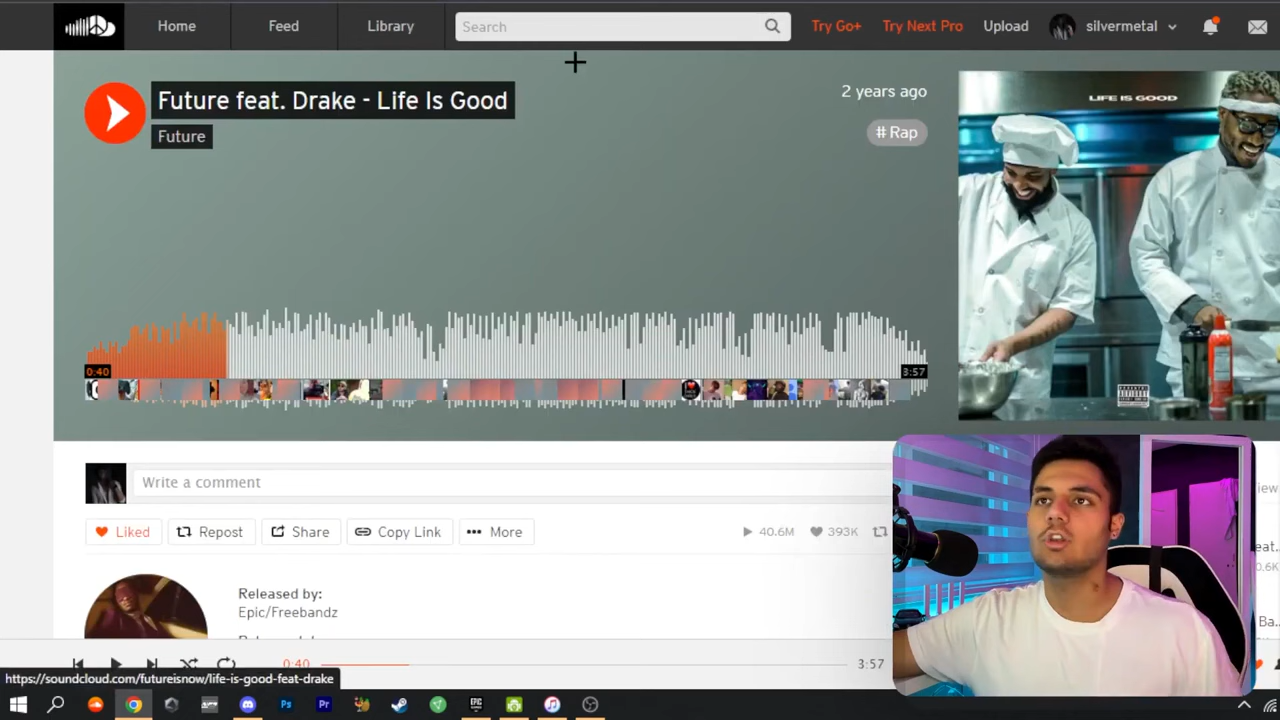 Home
Feed
Library
Search
Try Go+
Try Next Pro
Upload
silvermetal
Future feat. Drake - Life Is Good
Future
2 years ago
# Rap
LIFE IS GOOD
0:40
3:57
Write a comment
Liked
Repost
Share
Copy Link
More
40.6M
393K
Released by:
Epic/Freebandz
0:40
3:57
https://soundcloud.com/futureisnow/life-is-good-feat-drake